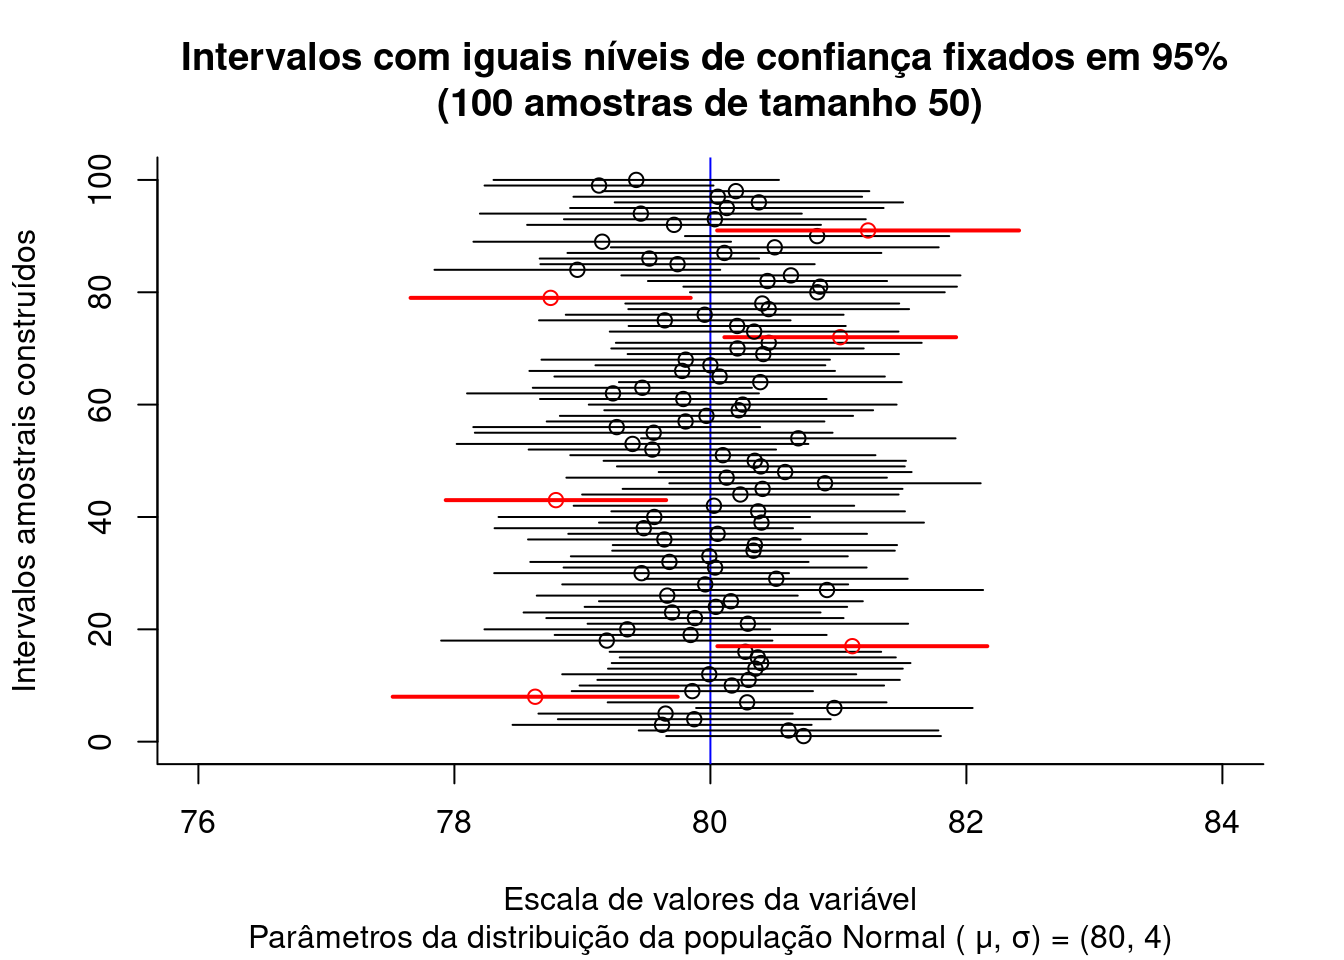 Intervalos com iguais níveis de confiança fixados em 95%
(100 amostras de tamanho 50)
Intervalos amostrais construídos
100
80
60
40
20
0
76 78 80 82 84
Escala de valores da variável
Parâmetros da distribuição da população Normal ( μ, σ) = (80, 4)